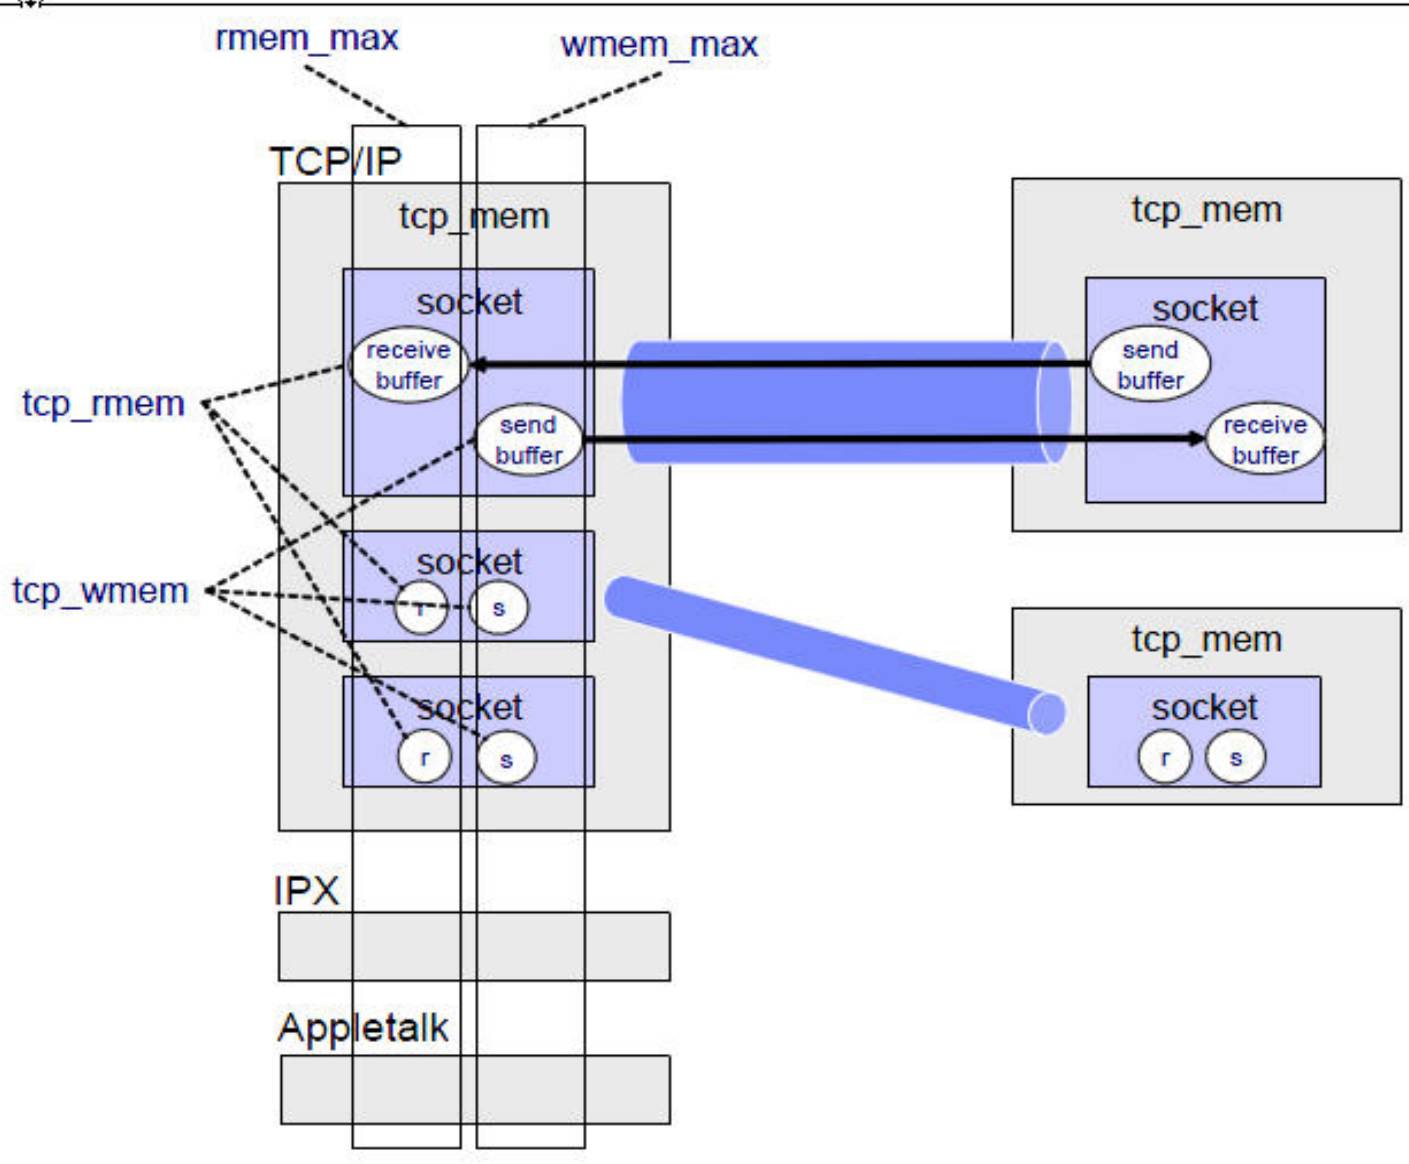 rmem_max
wmem_max
TCP/IP
tcp_mem
tcp_mem
socket
socket
receive
buffer
send
buffer
tcp_rmem
send
buffer
receive
buffer
socket
tcp_wmem
r
s
tcp_mem
socket
socket
r
s
r
s
IPX
Appletalk